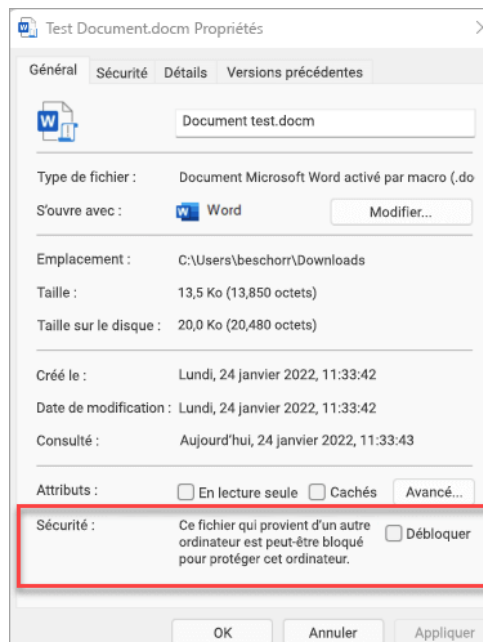 Test Document.docm Propriétés
Général Sécurité Détails Versions précédentes
Document test.docm
Type de fichier : Document Microsoft Word activé par macro (.do
S'ouvre avec : Word Modifier...
Emplacement : C:\Users\beschorr\Downloads
Taille : 13,5 Ko (13,850 octets)
Taille sur le disque : 20,0 Ko (20,480 octets)
Créé le : Lundi, 24 janvier 2022, 11:33:42
Date de modification : Lundi, 24 janvier 2022, 11:33:42
Consulté : Aujourd'hui, 24 janvier 2022, 11:33:43
Attributs : En lecture seule Cachés Avancé...
Sécurité : Ce fichier qui provient d'un autre
ordinateur est peut-être bloqué
pour protéger cet ordinateur.
Débloquer
OK Annuler Appliquer